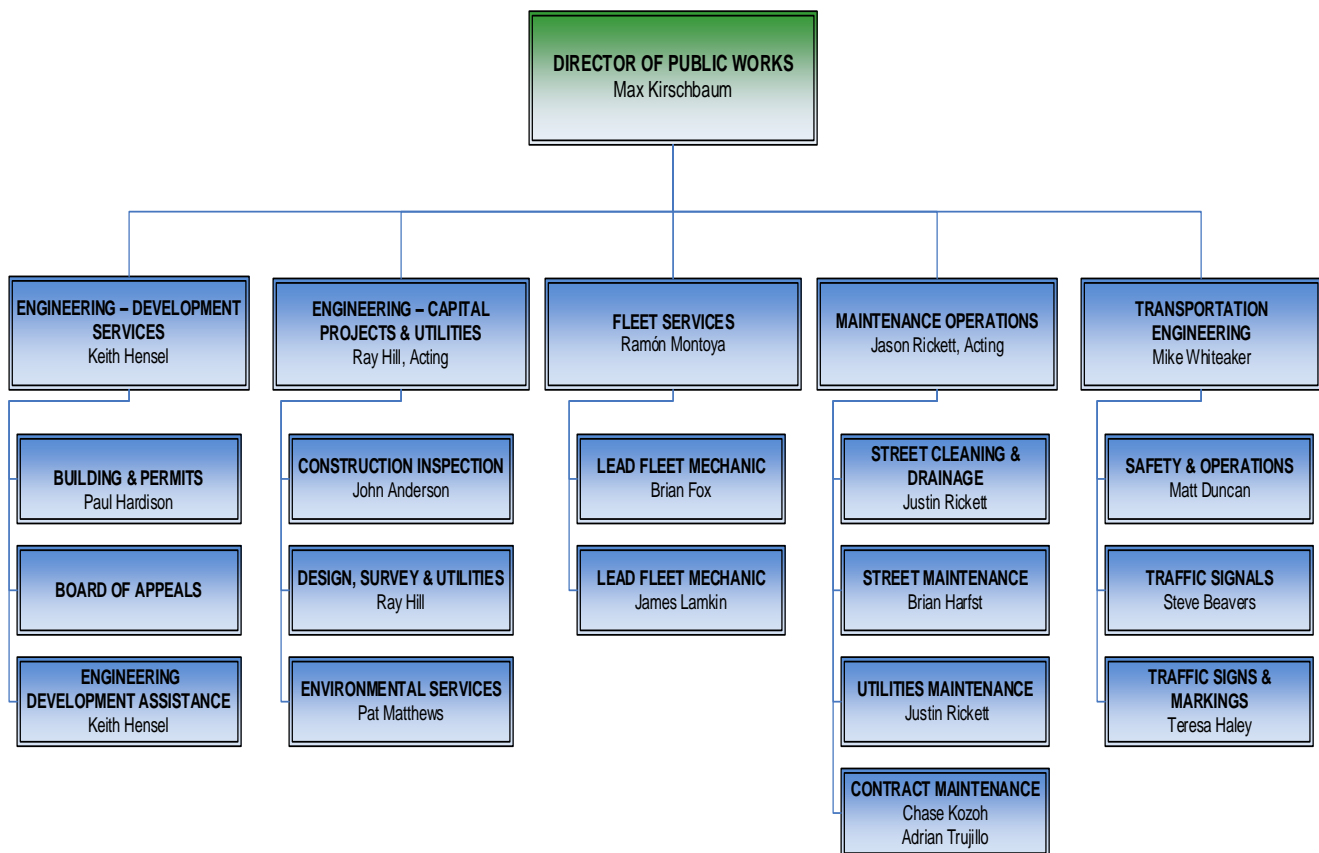 DIRECTOR OF PUBLIC WORKS
Max Kirschbaum
ENGINEERING – DEVELOPMENT
SERVICES
Keith Hensel
ENGINEERING – CAPITAL
PROJECTS & UTILITIES
Ray Hill, Acting
FLEET SERVICES
Ramón Montoya
MAINTENANCE OPERATIONS
Jason Rickett, Acting
TRANSPORTATION
ENGINEERING
Mike Whiteaker
BUILDING & PERMITS
Paul Hardison
BOARD OF APPEALS
ENGINEERING
DEVELOPMENT ASSISTANCE
Keith Hensel
CONSTRUCTION INSPECTION
John Anderson
DESIGN, SURVEY & UTILITIES
Ray Hill
ENVIRONMENTAL SERVICES
Pat Matthews
LEAD FLEET MECHANIC
Brian Fox
LEAD FLEET MECHANIC
James Lamkin
STREET CLEANING &
DRAINAGE
Justin Rickett
STREET MAINTENANCE
Brian Harfst
UTILITIES MAINTENANCE
Justin Rickett
CONTRACT MAINTENANCE
Chase Kozoh
Adrian Trujillo
SAFETY & OPERATIONS
Matt Duncan
TRAFFIC SIGNALS
Steve Beavers
TRAFFIC SIGNS &
MARKINGS
Teresa Haley